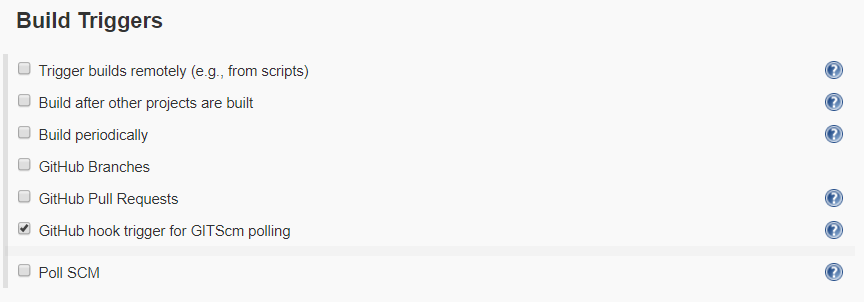 Build Triggers
Trigger builds remotely (e.g., from scripts)
?
Build after other projects are built
?
Build periodically
?
GitHub Branches
GitHub Pull Requests
?
GitHub hook trigger for GITScm polling
?
Poll SCM
?